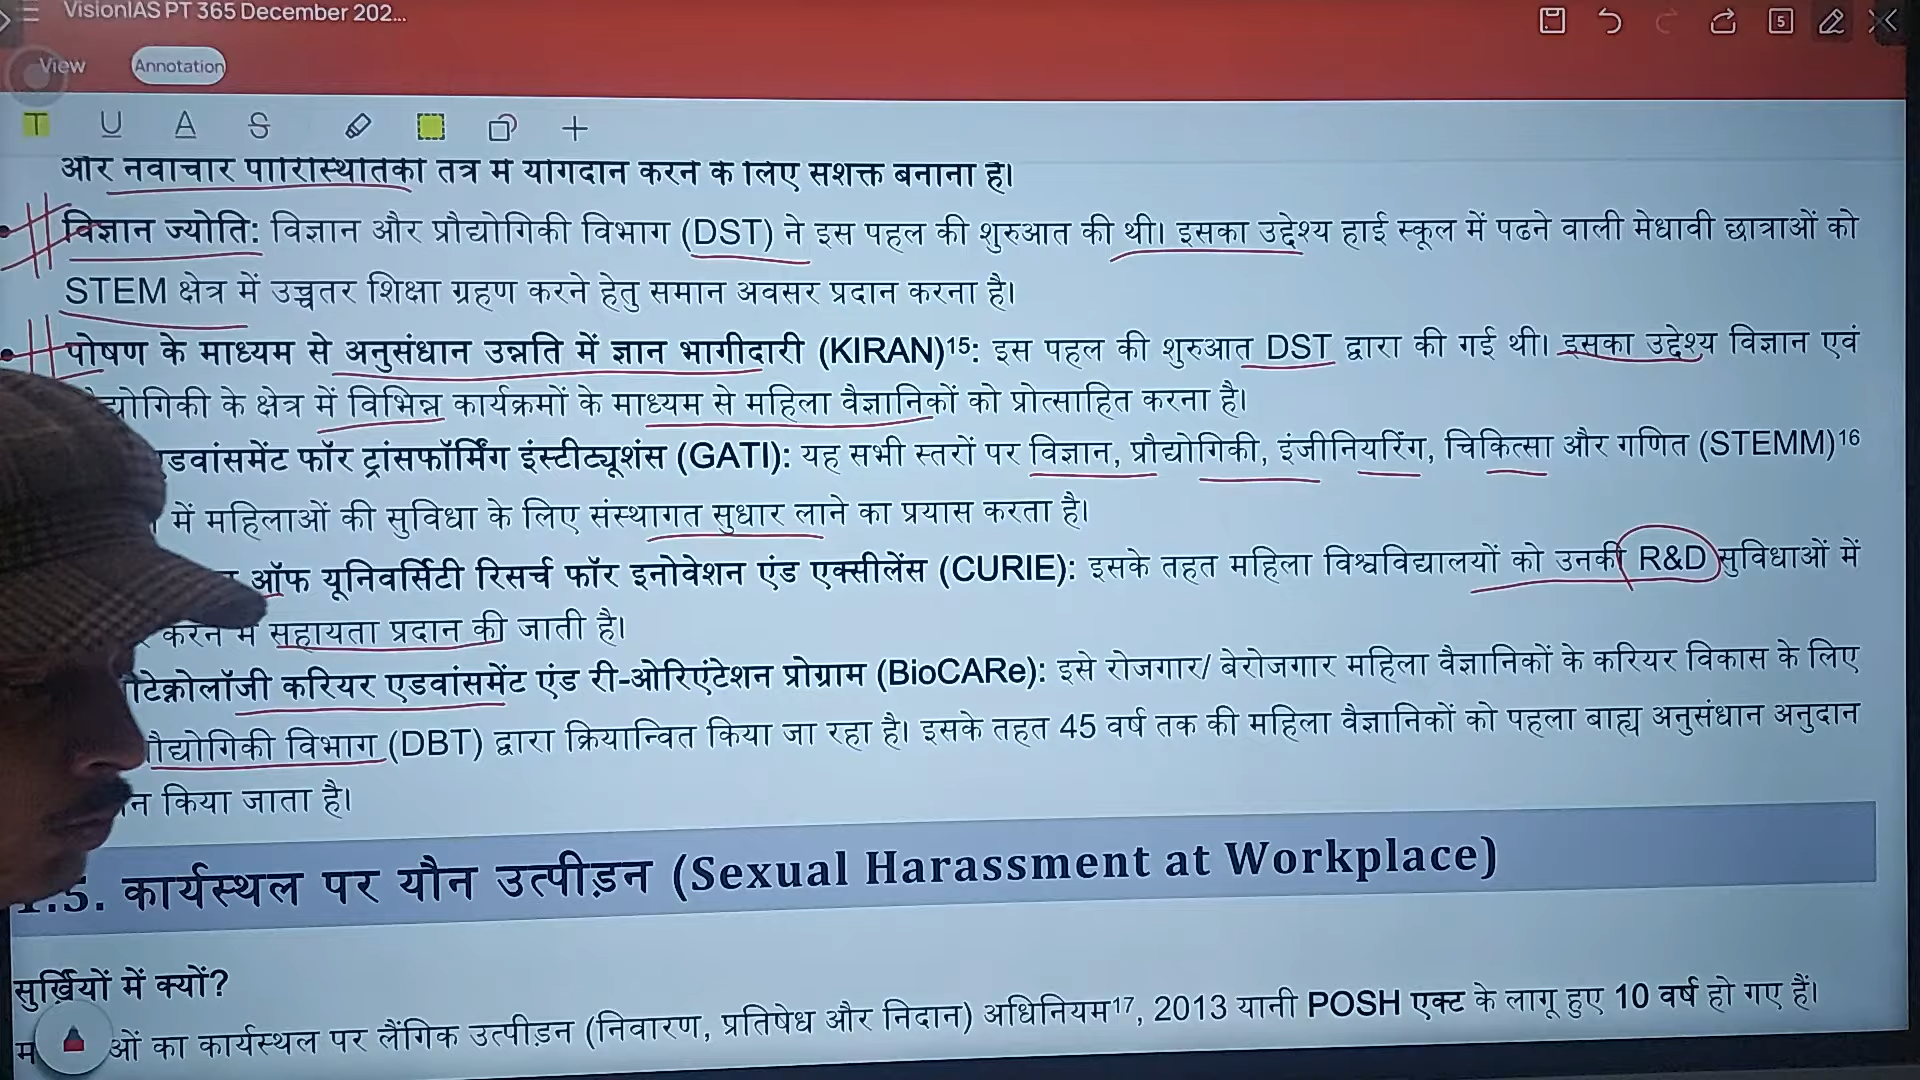 VisionIAS PT 365 December 202...
View Annotation
5
T U A S
और नवाचार पारिस्थितिकी तंत्र में योगदान करने के लिए सशक्त बनाना है।
विज्ञान ज्योति: विज्ञान और प्रौद्योगिकी विभाग (DST) ने इस पहल की शुरुआत की थी। इसका उद्देश्य हाई स्कूल में पढने वाली मेधावी छात्राओं को
STEM क्षेत्र में उच्चतर शिक्षा ग्रहण करने हेतु समान अवसर प्रदान करना है।
पोषण के माध्यम से अनुसंधान उन्नति में ज्ञान भागीदारी (KIRAN)15: इस पहल की शुरुआत DST द्वारा की गई थी। इसका उद्देश्य विज्ञान एवं
द्योगिकी के क्षेत्र में विभिन्न कार्यक्रमों के माध्यम से महिला वैज्ञानिकों को प्रोत्साहित करना है।
डवांसमेंट फॉर ट्रांसफॉर्मिंग इंस्टीट्यूशंस (GATI): यह सभी स्तरों पर विज्ञान, प्रौद्योगिकी, इंजीनियरिंग, चिकित्सा और गणित (STEMM)16
में महिलाओं की सुविधा के लिए संस्थागत सुधार लाने का प्रयास करता है।
ऑफ यूनिवर्सिटी रिसर्च फॉर इनोवेशन एंड एक्सीलेंस (CURIE): इसके तहत महिला विश्वविद्यालयों को उनकी R&D सुविधाओं में
करने में सहायता प्रदान की जाती है।
टेक्नोलॉजी करियर एडवांसमेंट एंड री-ओरिएंटेशन प्रोग्राम (BioCARe): इसे रोजगार/ बेरोजगार महिला वैज्ञानिकों के करियर विकास के लिए
ौद्योगिकी विभाग (DBT) द्वारा क्रियान्वित किया जा रहा है। इसके तहत 45 वर्ष तक की महिला वैज्ञानिकों को पहला बाह्य अनुसंधान अनुदान
न किया जाता है।
.5. कार्यस्थल पर यौन उत्पीड़न (Sexual Harassment at Workplace)
सुर्ख़ियों में क्यों?
ओं का कार्यस्थल पर लैंगिक उत्पीड़न (निवारण, प्रतिषेध और निदान) अधिनियम17, 2013 यानी POSH एक्ट के लागू हुए 10 वर्ष हो गए हैं।